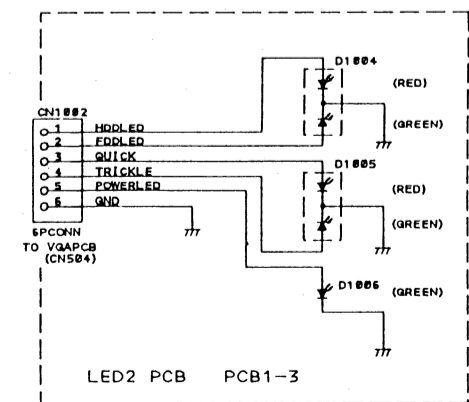 D1004
(RED)
(GREEN)
CN1002
1 HDDLED
2 FDDLED
3 QUICK
4 TRICKLE
5 POWERLED
6 GND
6PCONN
TO VGAPCB
(CN504)
D1005
(RED)
(GREEN)
D1006 (GREEN)
LED2 PCB PCB1-3